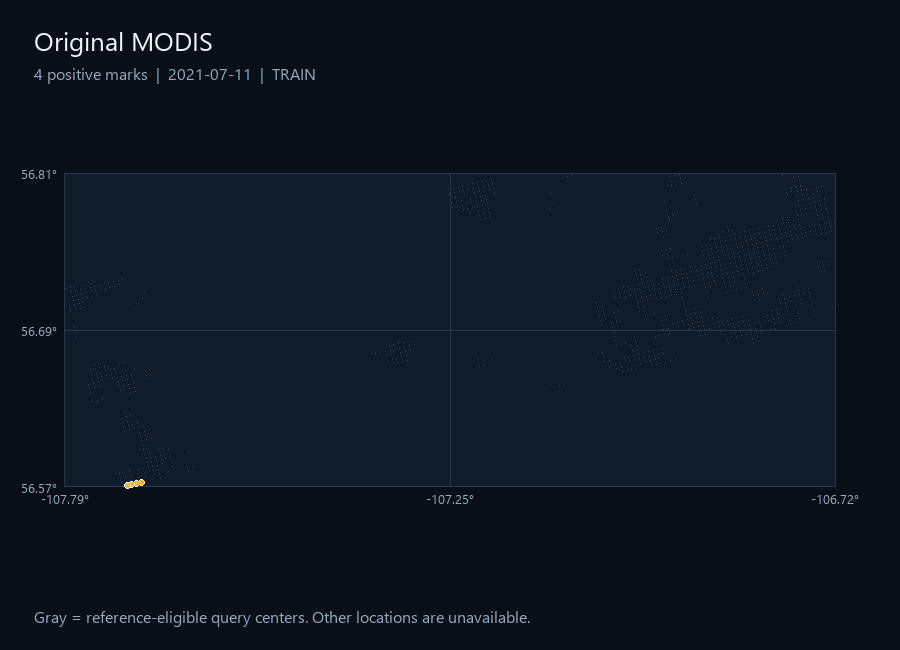 Original MODIS
4 positive marks | 2021-07-11 | TRAIN
56.81°
56.69°
56.57°
-107.79°
-107.25°
-106.72°
Gray = reference-eligible query centers. Other locations are unavailable.